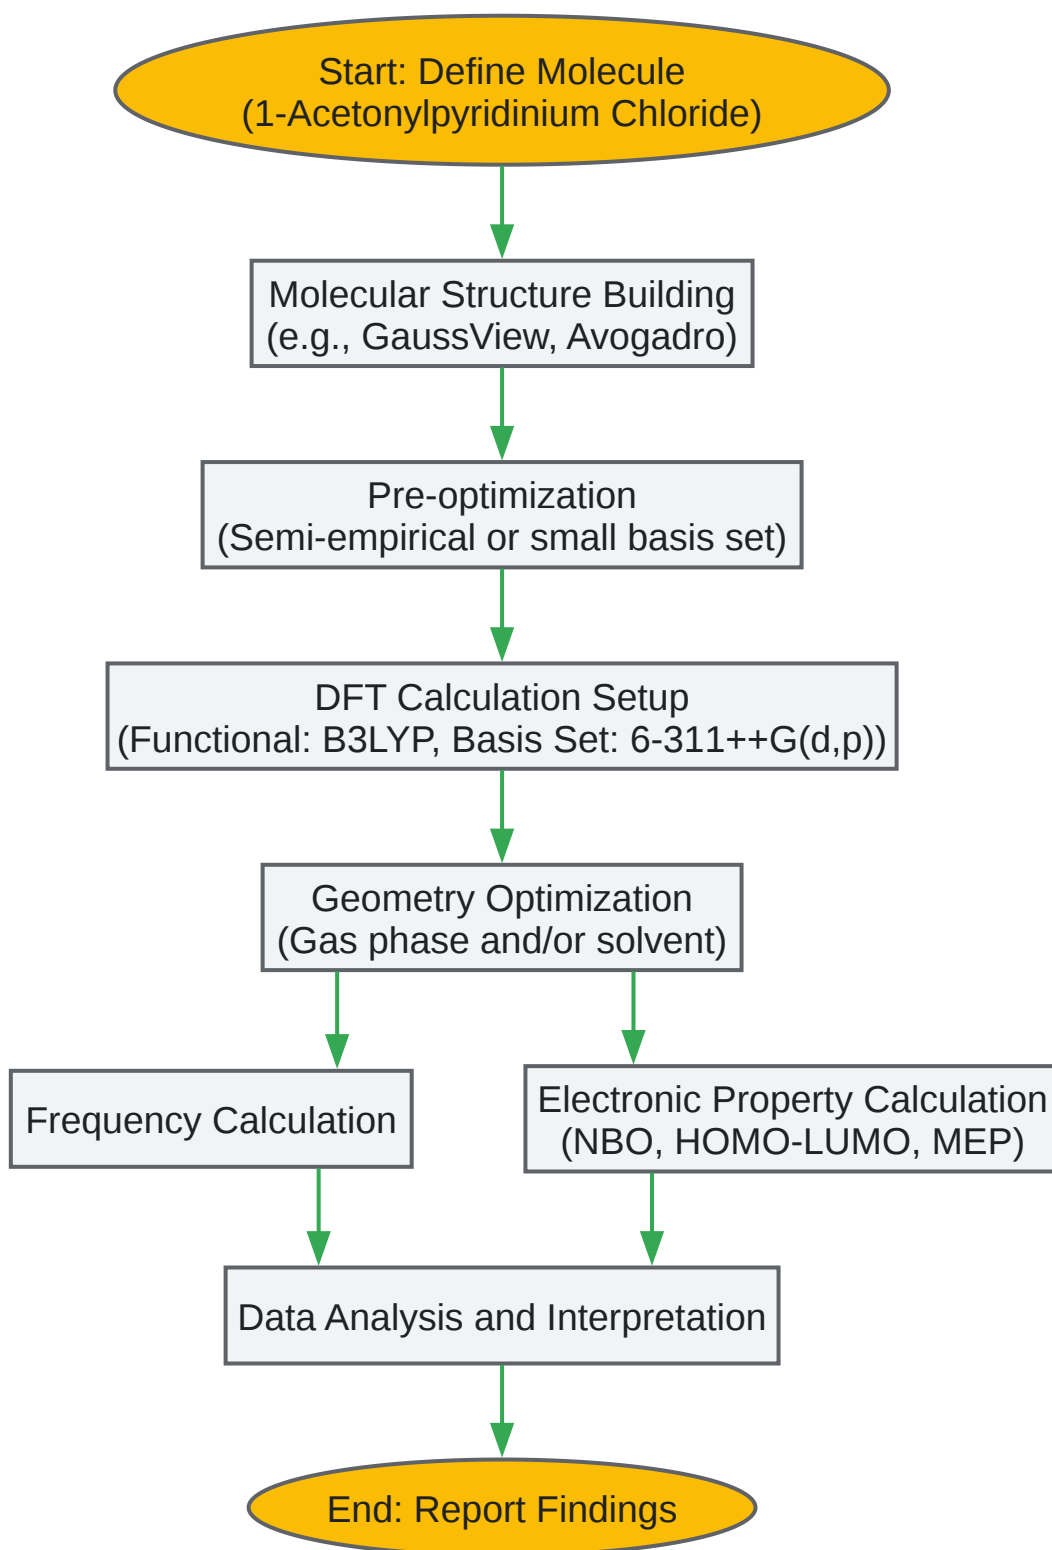 Start: Define Molecule
(1-Acetonylpyridinium Chloride)
Molecular Structure Building
(e.g., GaussView, Avogadro)
Pre-optimization
(Semi-empirical or small basis set)
DFT Calculation Setup
(Functional: B3LYP, Basis Set: 6-311++G(d,p))
Geometry Optimization
(Gas phase and/or solvent)
Frequency Calculation
Electronic Property Calculation
(NBO, HOMO-LUMO, MEP)
Data Analysis and Interpretation
End: Report Findings